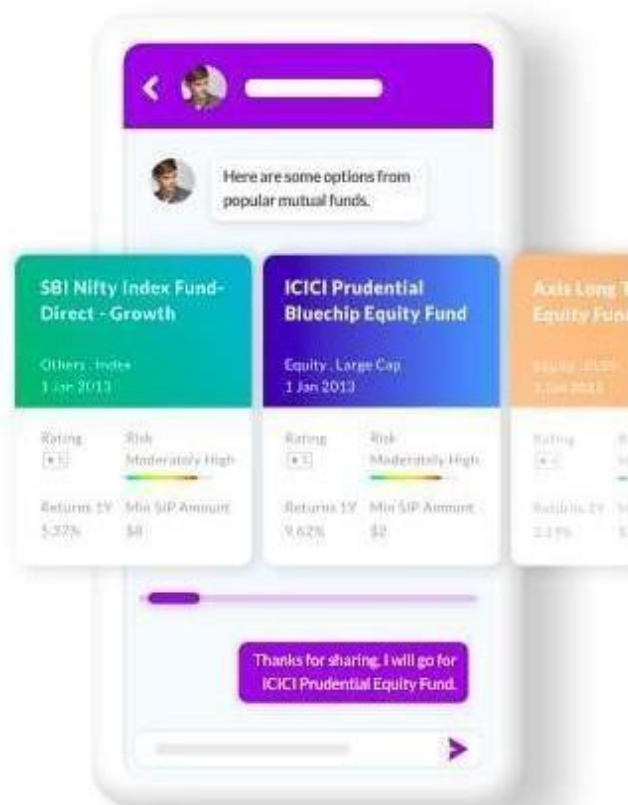 Here are some options from
popular mutual funds.
SBI Nifty Index Fund-
Direct - Growth
Others . Index
1 Jan 2013
Rating
Risk
Moderately High
Returns 1Y
Min SIP Amount
5.37%
$8
ICICI Prudential
Bluechip Equity Fund
Equity . Large Cap
1 Jan 2013
Rating
Risk
Moderately High
Returns 1Y
Min SIP Amount
9.62%
$2
Axis Long
Equity Fund
Rating
Thanks for sharing, I will go for
ICICI Prudential Equity Fund.